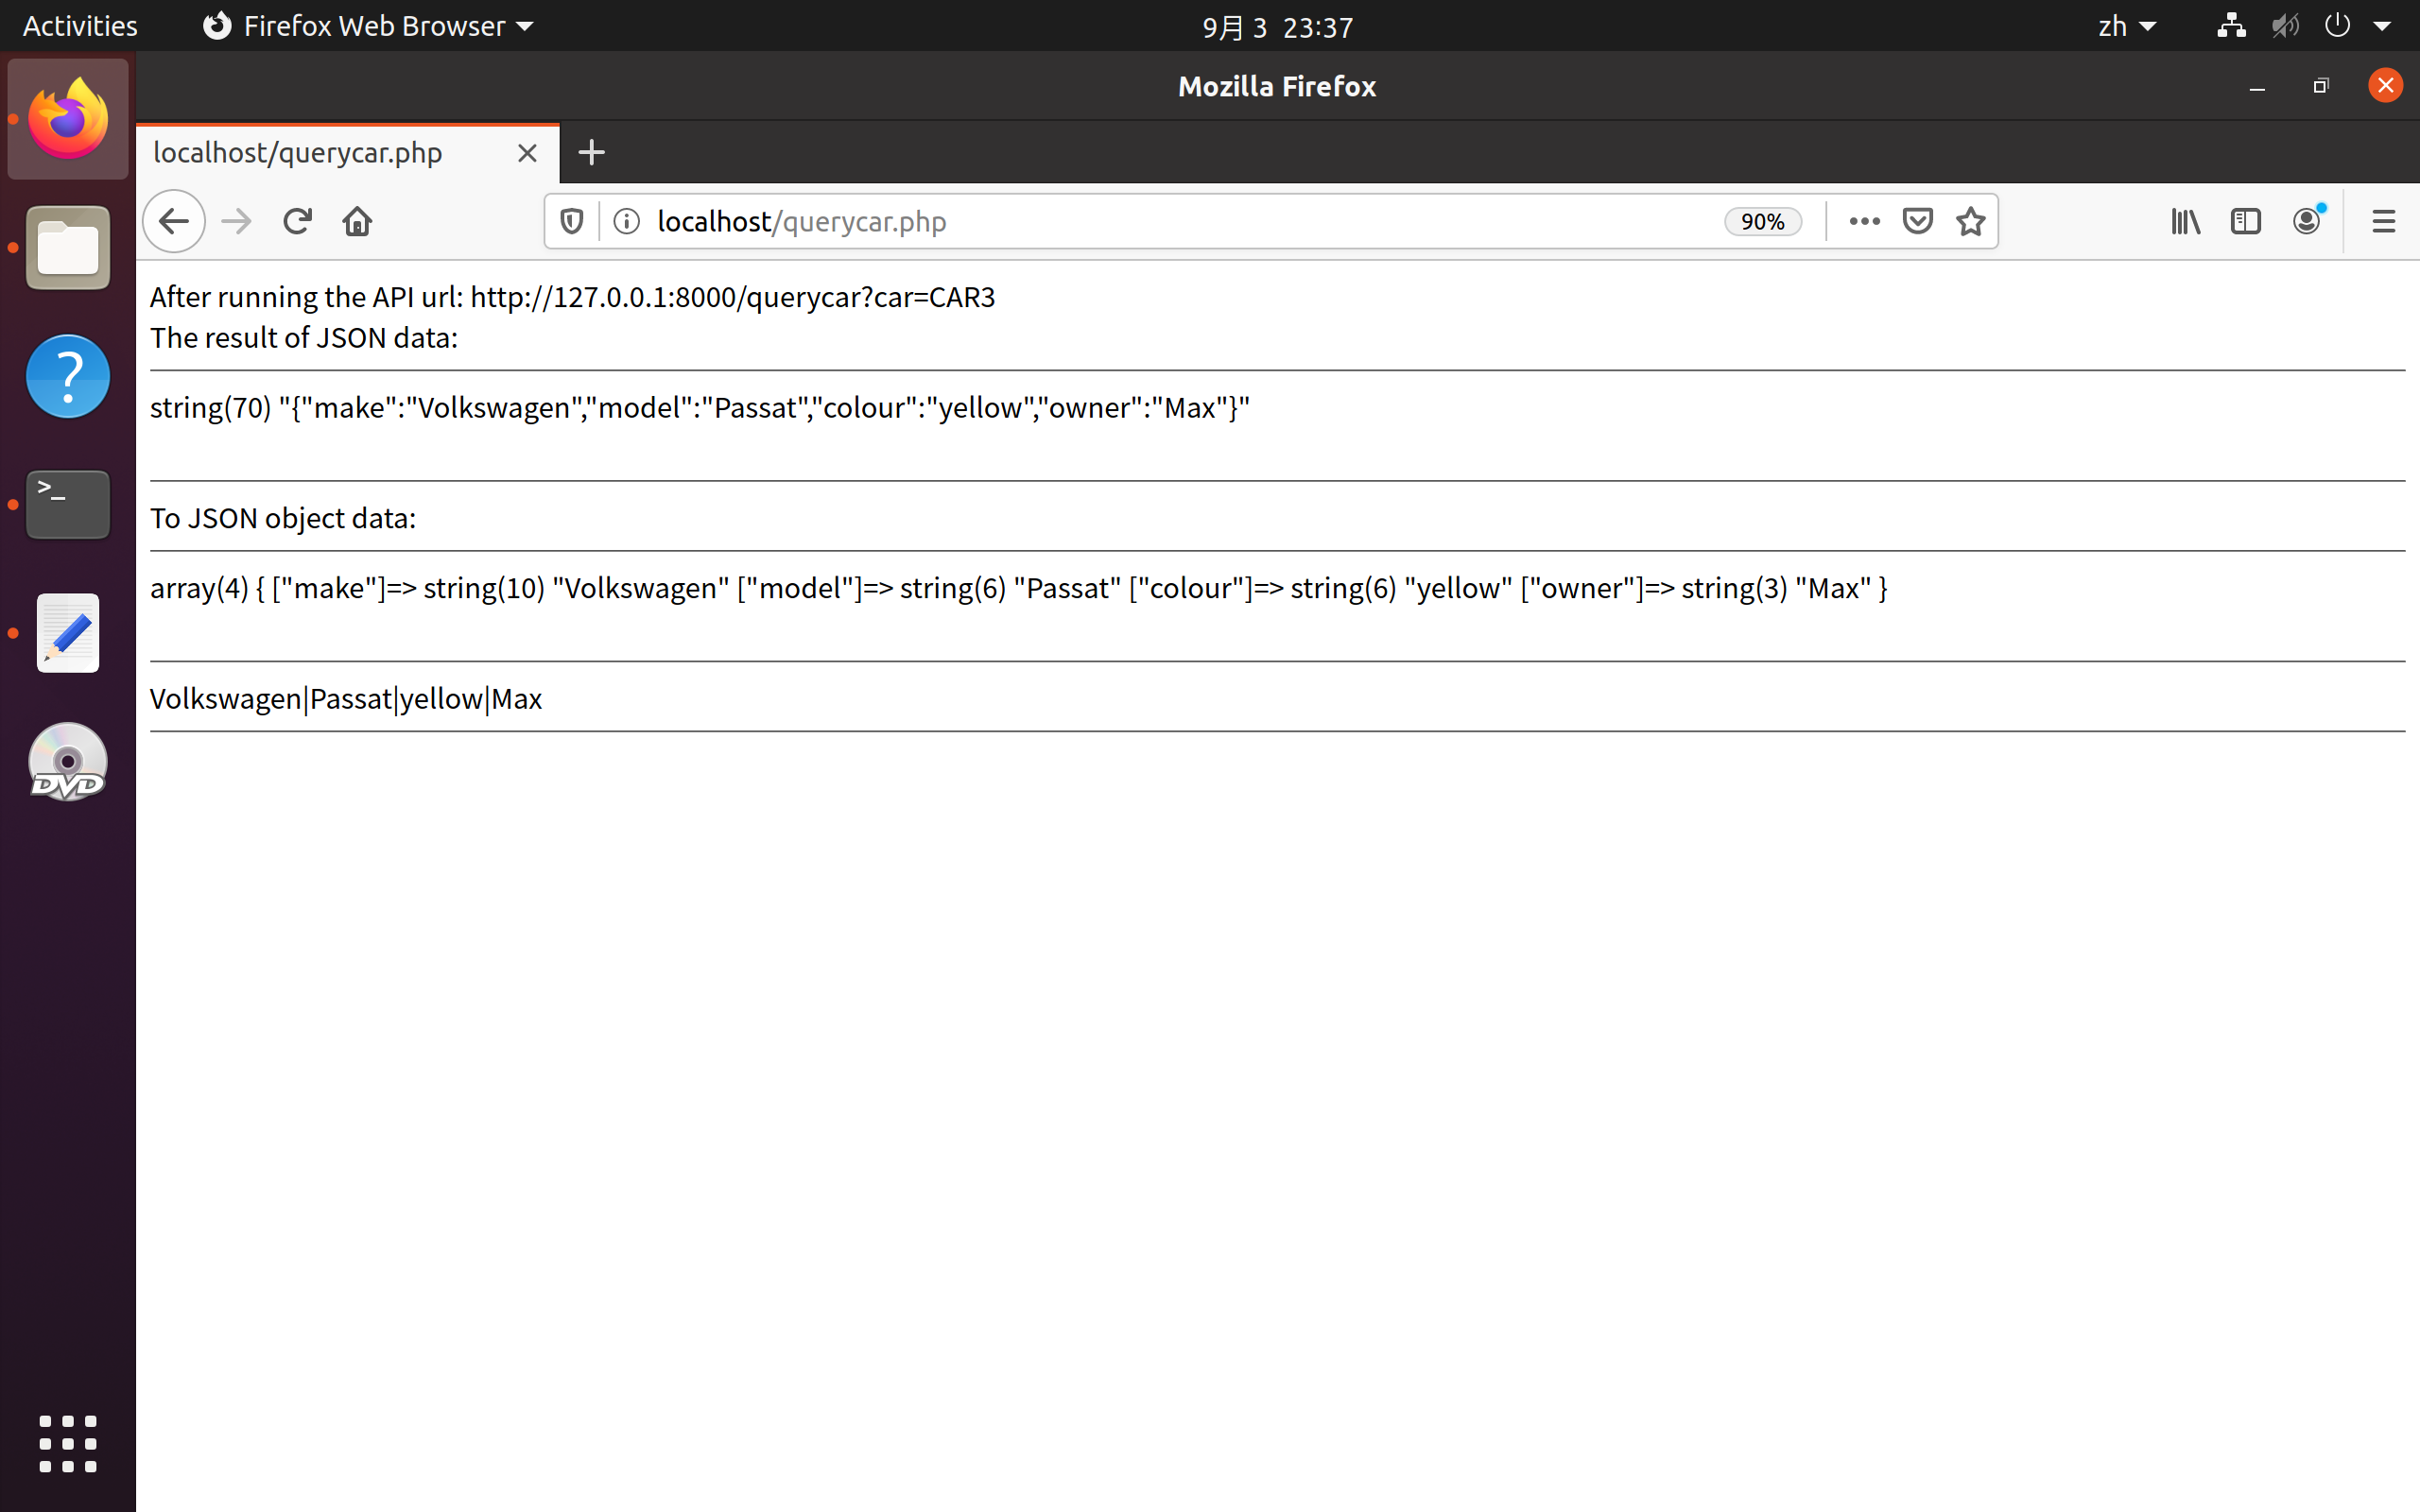 Activities Firefox Web Browser 9月 3 23:37 zh
Mozilla Firefox
localhost/querycar.php
localhost/querycar.php 90%
After running the API url: http://127.0.0.1:8000/querycar?car=CAR3
The result of JSON data:
string(70) "{"make":"Volkswagen","model":"Passat","colour":"yellow","owner":"Max"}"
To JSON object data:
array(4) { ["make"]=> string(10) "Volkswagen" ["model"]=> string(6) "Passat" ["colour"]=> string(6) "yellow" ["owner"]=> string(3) "Max" }
Volkswagen|Passat|yellow|Max
DVD